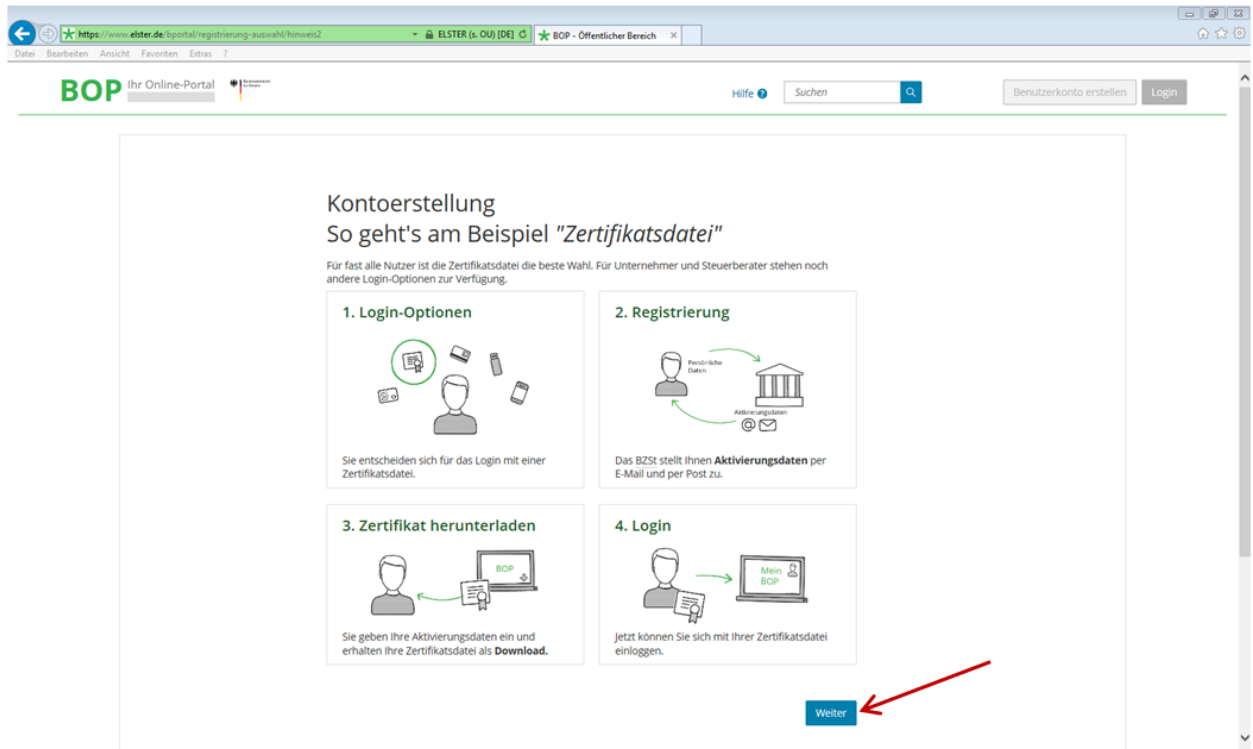 https://www.elster.de/bportal/registrierung-auswahl/hinweis2
ELSTER (s. OU) [DE]
BOP - Öffentlicher Bereich
Datei Bearbeiten Ansicht Favoriten Extras ?
BOP Ihr Online-Portal
Hilfe
Suchen
Benutzerkonto erstellen
Login
Kontoerstellung
So geht's am Beispiel "Zertifikatsdatei"
Für fast alle Nutzer ist die Zertifikatsdatei die beste Wahl. Für Unternehmer und Steuerberater stehen noch
andere Login-Optionen zur Verfügung.
1. Login-Optionen
Sie entscheiden sich für das Login mit einer
Zertifikatsdatei.
2. Registrierung
Persönliche
Daten
Aktivierungsdaten
@
Das BZSt stellt Ihnen Aktivierungsdaten per
E-Mail und per Post zu.
3. Zertifikat herunterladen
BOP
Sie geben Ihre Aktivierungsdaten ein und
erhalten Ihre Zertifikatsdatei als Download.
4. Login
Mein
BOP
Jetzt können Sie sich mit Ihrer Zertifikatsdatei
einloggen.
Weiter